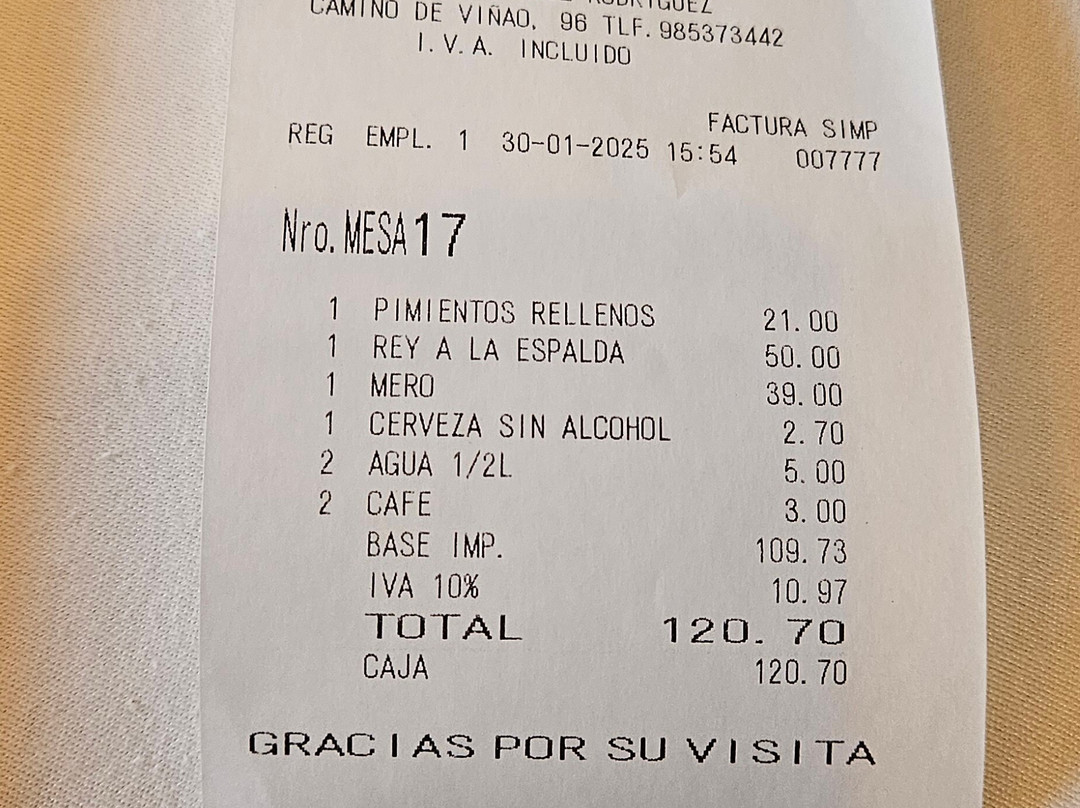 RODRIGUEZ
CAMINO DE VIÑAO, 96 TLF. 985373442
I.V.A. INCLUIDO
FACTURA SIMP
REG EMPL. 1 30-01-2025 15:54 007777
Nro. MESA 17
1 PIMIENTOS RELLENOS 21.00
1 REY A LA ESPALDA 50.00
1 MERO 39.00
1 CERVEZA SIN ALCOHOL 2.70
2 AGUA 1/2L 5.00
2 CAFE 3.00
BASE IMP. 109.73
IVA 10% 10.97
TOTAL 120.70
CAJA 120.70
GRACIAS POR SU VISITA